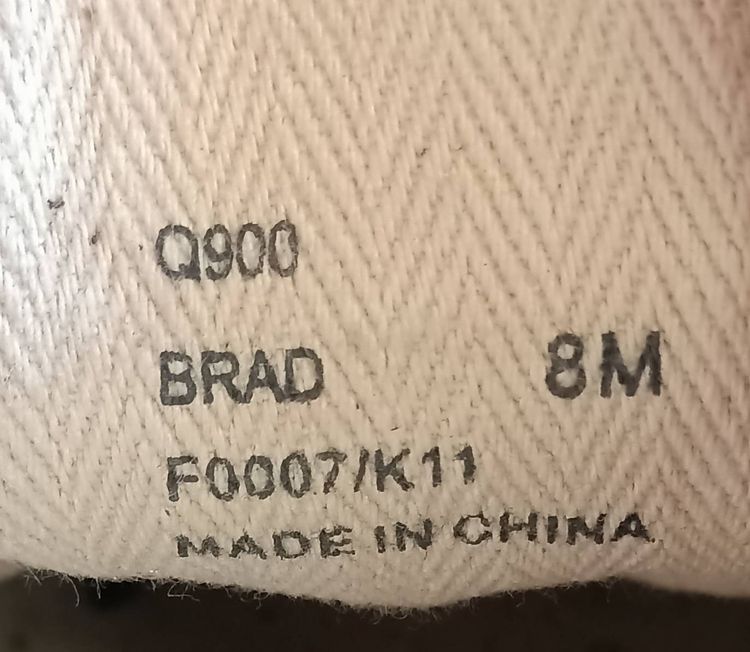 Q900
BRAD 8M
F0007/K11
MADE IN CHINA